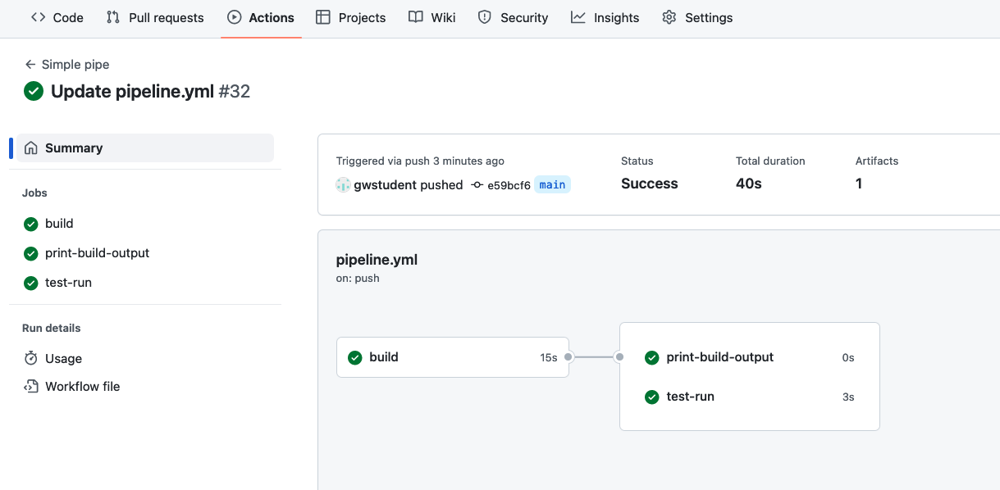 Code Pull requests Actions Projects Wiki Security Insights Settings
← Simple pipe
Update pipeline.yml #32
Summary
Jobs
build
print-build-output
test-run
Run details
Usage
Workflow file
Triggered via push 3 minutes ago
gwstudent pushed e59bcf6 main
Status
Success
Total duration
40s
Artifacts
1
pipeline.yml
on: push
build 15s
print-build-output 0s
test-run 3s